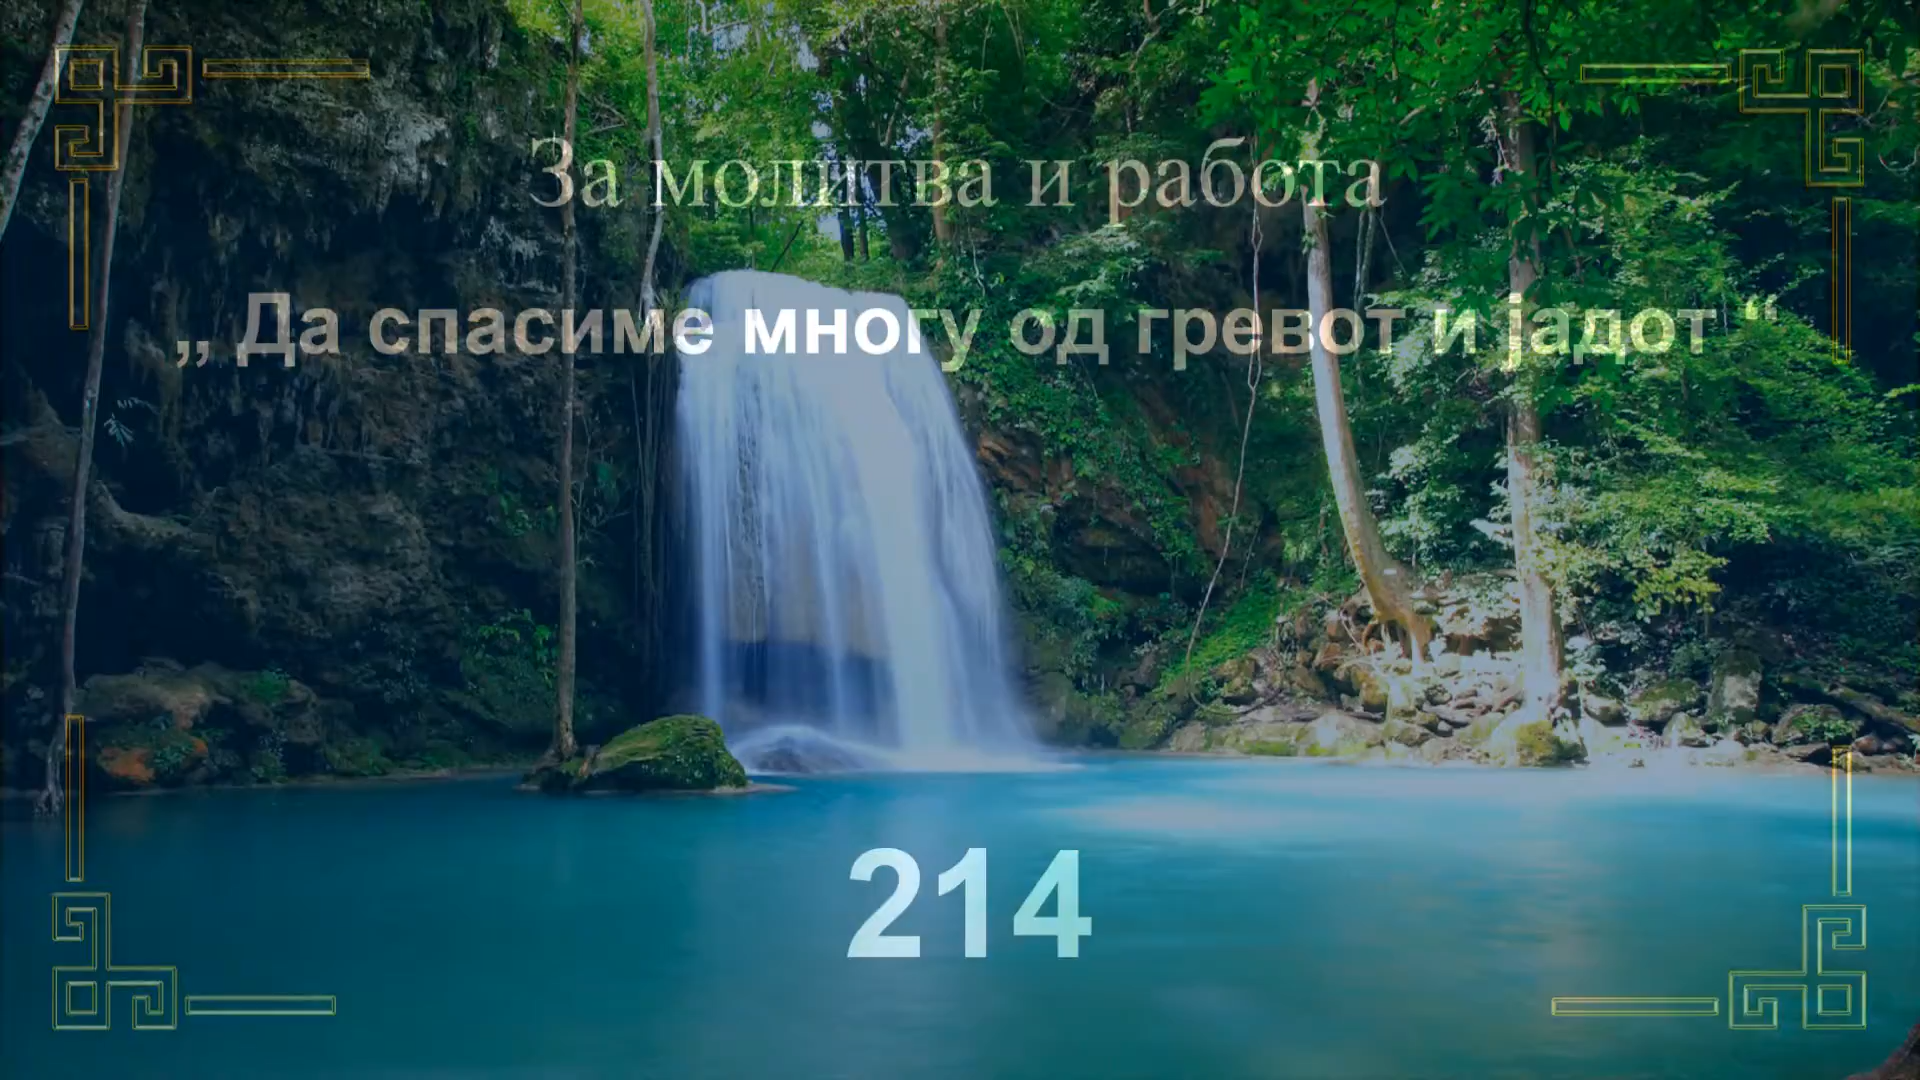 За молитва и работа
„ Да спасиме многу од гревот и јадот “
214